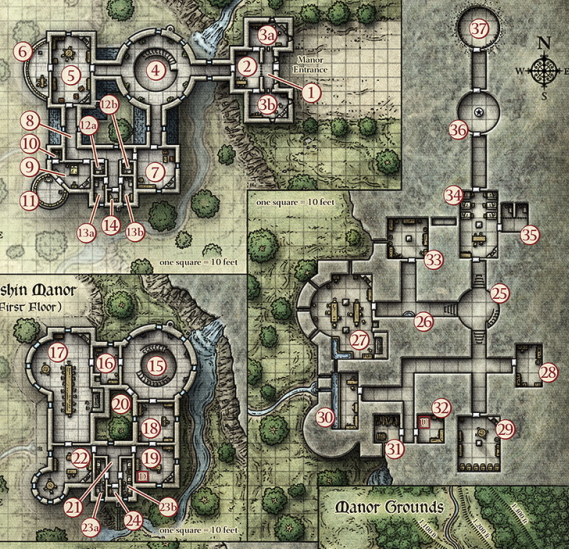 37
3a
6
5
4
2
Manor
Entrance
N
W
E
S
1
12b
3b
36
8
12a
10
9
7
11
13a
14
13b
34
one square = 10 feet
35
one square = 10 feet
33
shin Manor
First Floor)
25
26
27
17
16
15
28
20
32
30
18
29
31
22
19
21
23a
24
23b
Manor Grounds
one square = 10 feet